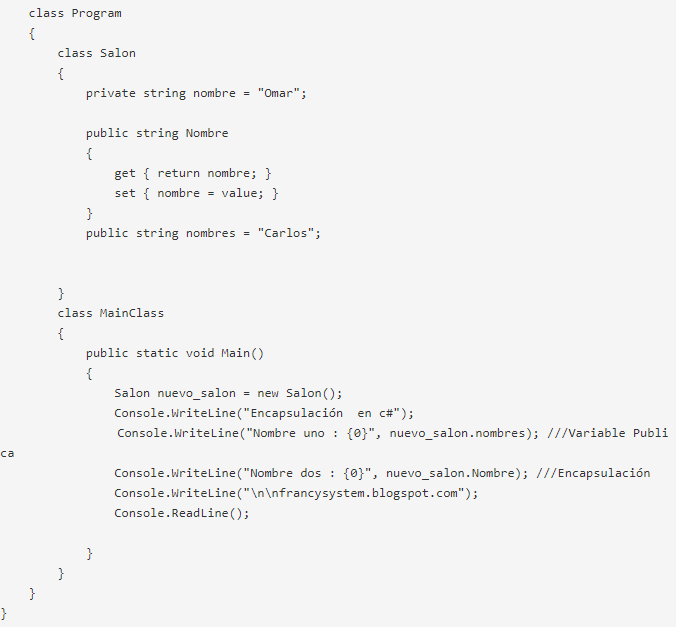 class Program
{
class Salon
{
private string nombre = "Omar";
public string Nombre
{
get { return nombre; }
set { nombre = value; }
}
public string nombres = "Carlos";
}
class MainClass
{
public static void Main()
{
Salon nuevo_salon = new Salon();
Console.WriteLine("Encapsulación  en c#");
Console.WriteLine("Nombre uno : {0}", nuevo_salon.nombres); ///Variable Publi
ca
Console.WriteLine("Nombre dos : {0}", nuevo_salon.Nombre); ///Encapsulación
Console.WriteLine("\n\nfrancysystem.blogspot.com");
Console.ReadLine();
}
}
}
}